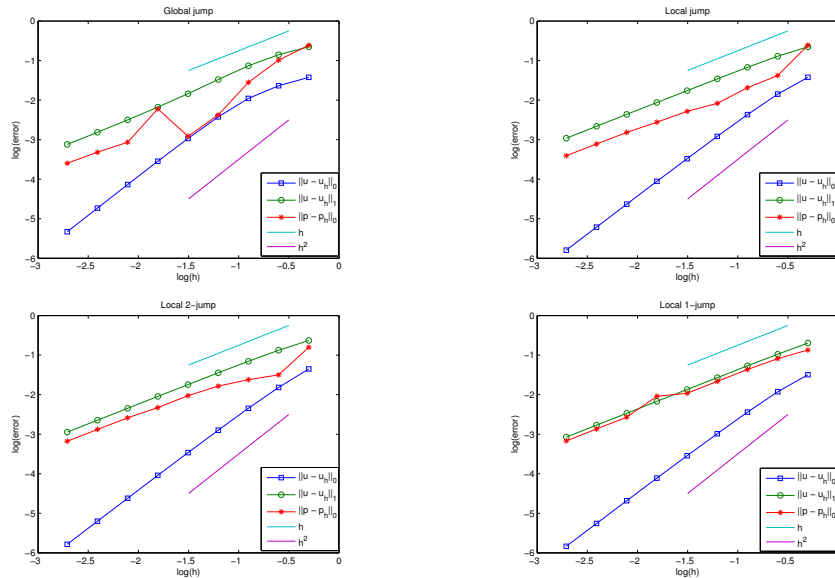 Global jump
0
−1
−2
−3
−4
−5
−6
log(error)
−3
−2.5
−2
−1.5
−1
−0.5
0
log(h)
||u − u_h||_0
||u − u_h||_1
||p − p_h||_0
h
h^2
Local jump
0
−1
−2
−3
−4
−5
−6
log(error)
−3
−2.5
−2
−1.5
−1
−0.5
log(h)
||u − u_h||_0
||u − u_h||_1
||p − p_h||_0
h
h^2
Local 2−jump
0
−1
−2
−3
−4
−5
−6
log(error)
−3
−2.5
−2
−1.5
−1
−0.5
0
log(h)
||u − u_h||_0
||u − u_h||_1
||p − p_h||_0
h
h^2
Local 1−jump
0
−1
−2
−3
−4
−5
−6
log(error)
−3
−2.5
−2
−1.5
−1
−0.5
log(h)
||u − u_h||_0
||u − u_h||_1
||p − p_h||_0
h
h^2